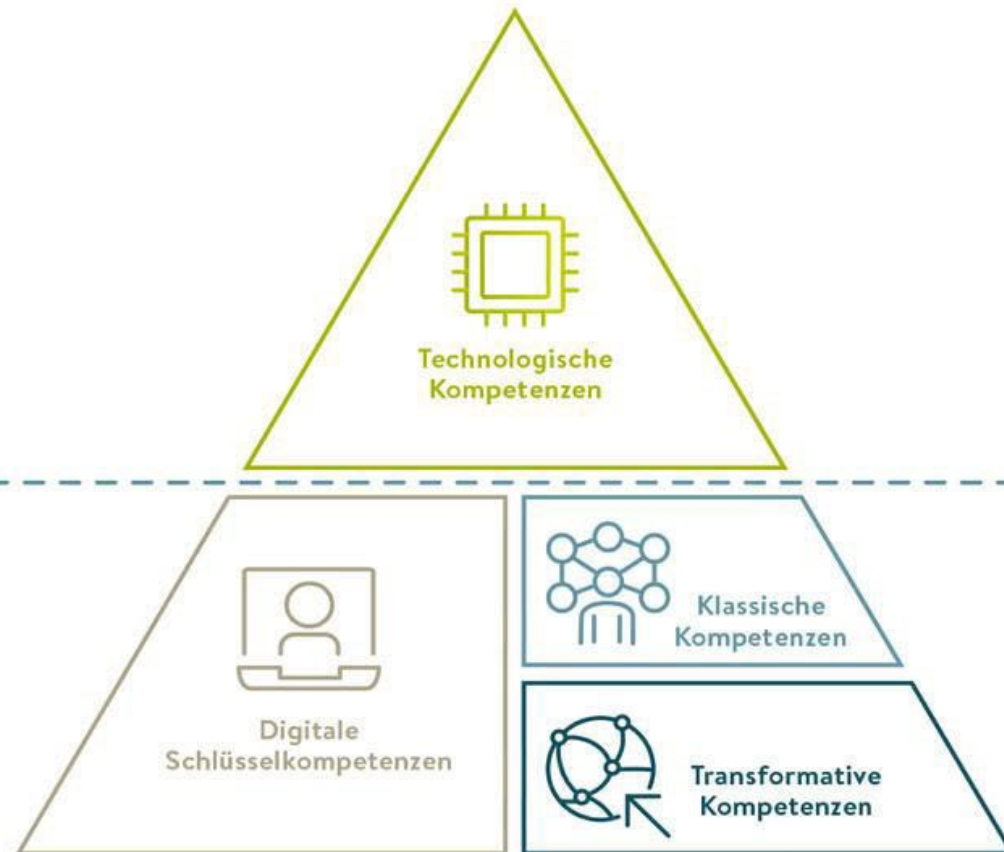 Technologische
Kompetenzen
Digitale
Schlüsselkompetenzen
Klassische
Kompetenzen
Transformative
Kompetenzen